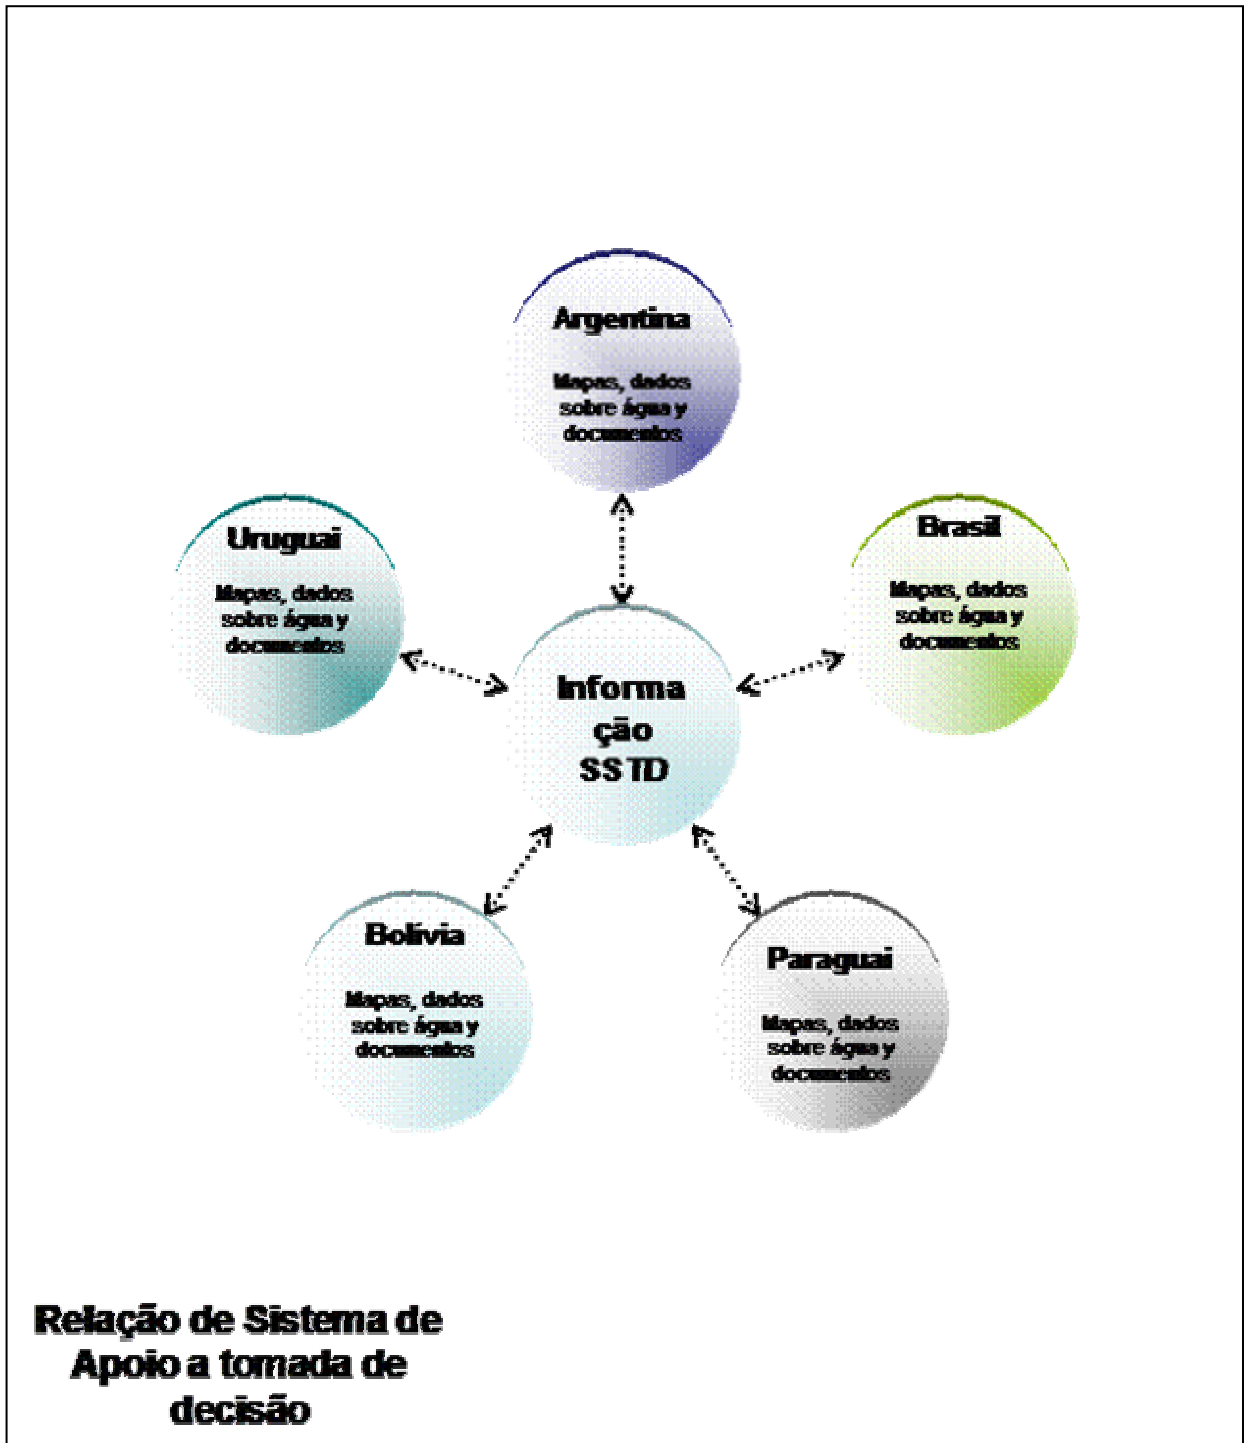 Argentina
Mapas, dados
sobre água y
documentos
Uruguai
Mapas, dados
sobre água y
documentos
Brasil
Mapas, dados
sobre água y
documentos
Informa
ção
SSTD
Bolívia
Mapas, dados
sobre água y
documentos
Paraguai
Mapas, dados
sobre água y
documentos
Relação de Sistema de
Apoio a tomada de
decisão